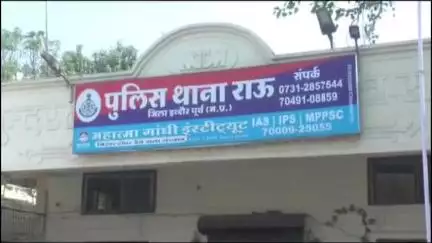 पुलिस थाना राऊ
जिला इन्दौर पूर्व (म.प्र.)
संपर्क
0731-2857544
70491-08859
महात्मा गांधी इंस्टीट्यूट
IAS | IPS | MPPSC
70009-25055